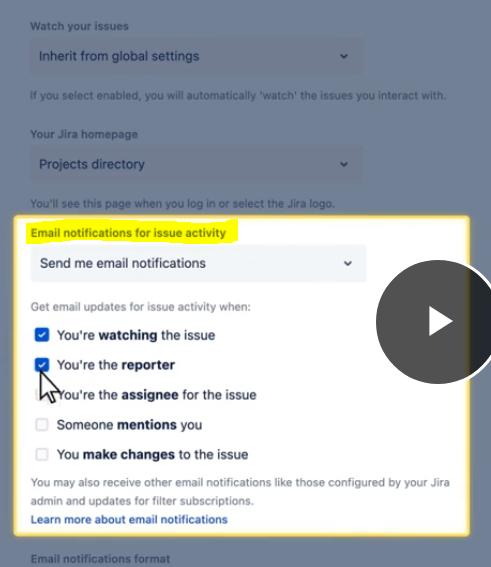 Watch your issues
Inherit from global settings
If you select enabled, you will automatically 'watch' the issues you interact with.
Your Jira homepage
Projects directory
You'll see this page when you log in or select the Jira logo.
Email notifications for issue activity
Send me email notifications
Get email updates for issue activity when:
You're watching the issue
You're the reporter
You're the assignee for the issue
Someone mentions you
You make changes to the issue
You may also receive other email notifications like those configured by your Jira
admin and updates for filter subscriptions.
Learn more about email notifications
Email notifications format